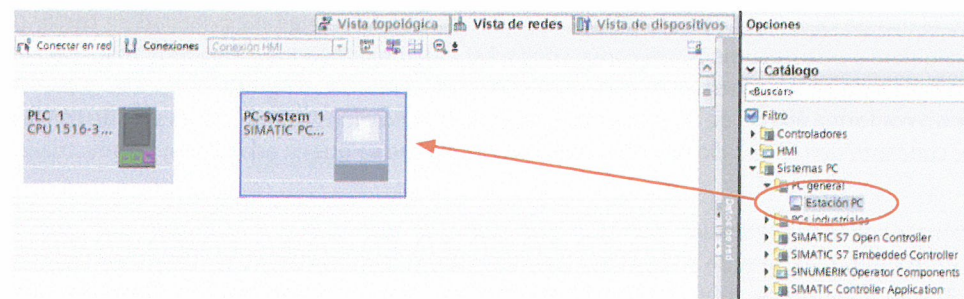 Vista topológica Vista de redes Vista de dispositivos
Conectar en red Conexiones Conexión HMI
PLC_1
CPU 1516-3...
PC-System_1
SIMATIC PC...
Opciones
Catálogo
<Buscar>
Filtro
Controladores
HMI
Sistemas PC
PC general
Estación PC
PCs industriales
SIMATIC S7 Open Controller
SIMATIC S7 Embedded Controller
SINUMERIK Operator Components
SIMATIC Controller Application